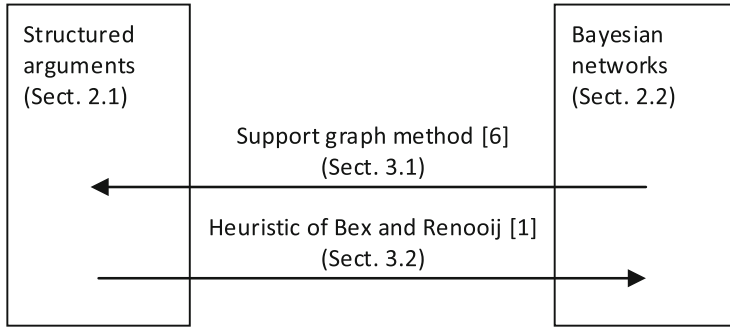 Structured
arguments
(Sect. 2.1)
Bayesian
networks
(Sect. 2.2)
Support graph method [6]
(Sect. 3.1)
Heuristic of Bex and Renooij [1]
(Sect. 3.2)